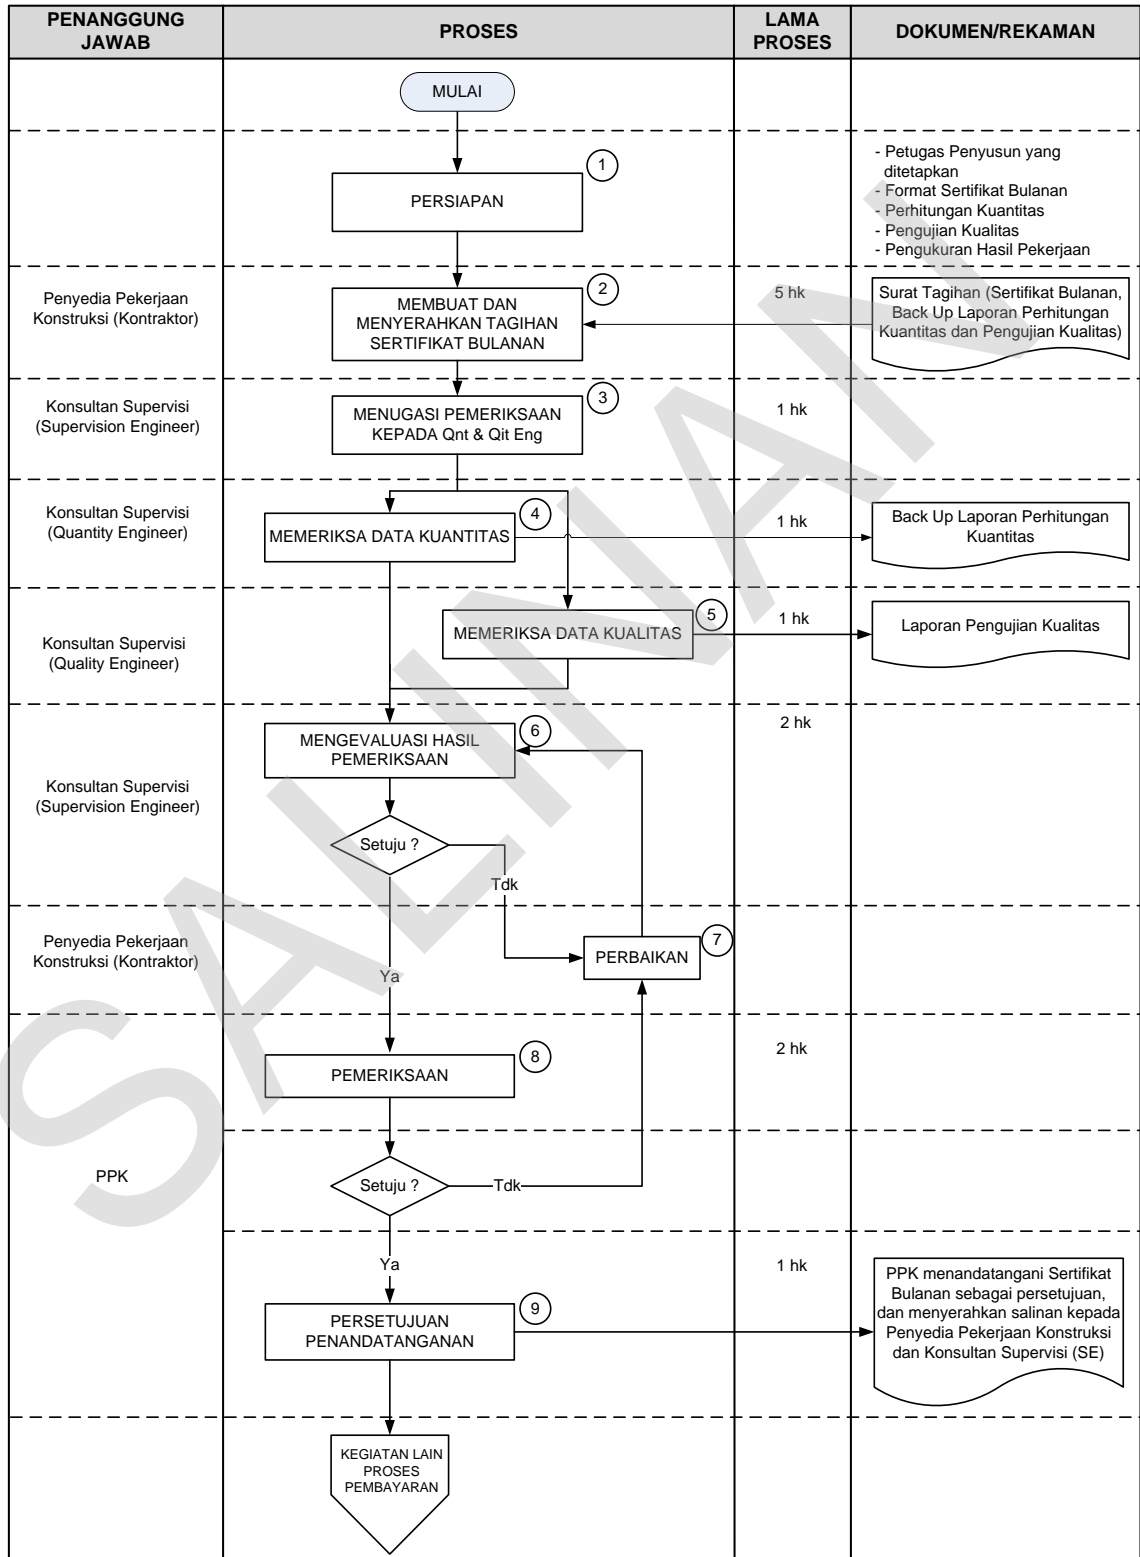 PENANGGUNG
JAWAB
PROSES
LAMA
PROSES
DOKUMEN/REKAMAN
MULAI
1
PERSIAPAN
- Petugas Penyusun yang
ditetapkan
- Format Sertifikat Bulanan
- Perhitungan Kuantitas
- Pengujian Kualitas
- Pengukuran Hasil Pekerjaan
Penyedia Pekerjaan
Konstruksi (Kontraktor)
2
MEMBUAT DAN
MENYERAHKAN TAGIHAN
SERTIFIKAT BULANAN
5 hk
Surat Tagihan (Sertifikat Bulanan,
Back Up Laporan Perhitungan
Kuantitas dan Pengujian Kualitas)
Konsultan Supervisi
(Supervision Engineer)
3
MENUGASI PEMERIKSAAN
KEPADA Qnt & Qit Eng
1 hk
Konsultan Supervisi
(Quantity Engineer)
4
MEMERIKSA DATA KUANTITAS
1 hk
Back Up Laporan Perhitungan
Kuantitas
Konsultan Supervisi
(Quality Engineer)
5
MEMERIKSA DATA KUALITAS
1 hk
Laporan Pengujian Kualitas
Konsultan Supervisi
(Supervision Engineer)
6
MENGEVALUASI HASIL
PEMERIKSAAN
2 hk
Setuju ?
Tdk
Ya
Penyedia Pekerjaan
Konstruksi (Kontraktor)
7
PERBAIKAN
8
PEMERIKSAAN
2 hk
PPK
Setuju ?
Tdk
Ya
9
PERSETUJUAN
PENANDATANGANAN
1 hk
PPK menandatangani Sertifikat
Bulanan sebagai persetujuan,
dan menyerahkan salinan kepada
Penyedia Pekerjaan Konstruksi
dan Konsultan Supervisi (SE)
KEGIATAN LAIN
PROSES
PEMBAYARAN
SALINAN